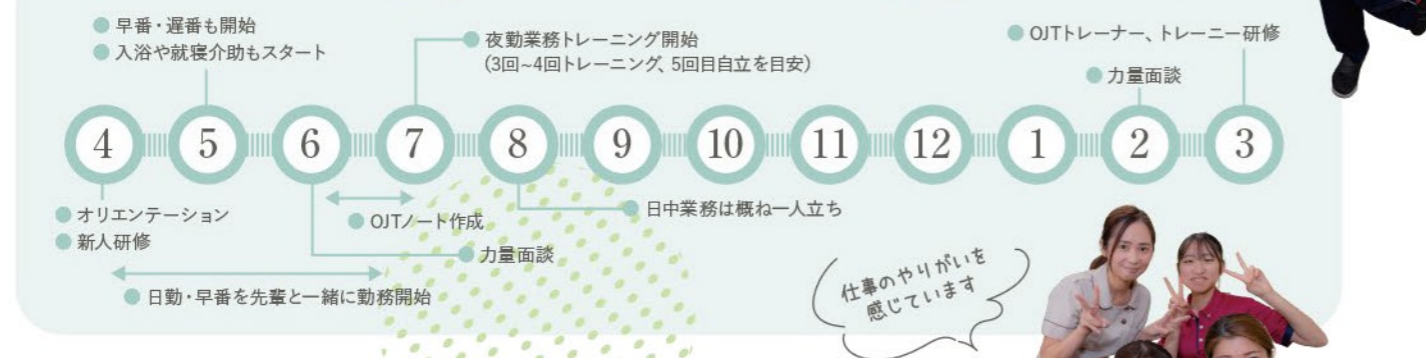 早番・遅番も開始
入浴や就寝介助もスタート
夜勤業務トレーニング開始
(3回~4回トレーニング、5回目自立を目安)
OJTトレーナー、トレーニー研修
力量面談
4 5 6 7 8 9 10 11 12 1 2 3
オリエンテーション
新人研修
OJTノート作成
日中業務は概ね一人立ち
力量面談
日勤・早番を先輩と一緒に勤務開始
仕事のやりがいを
感じています